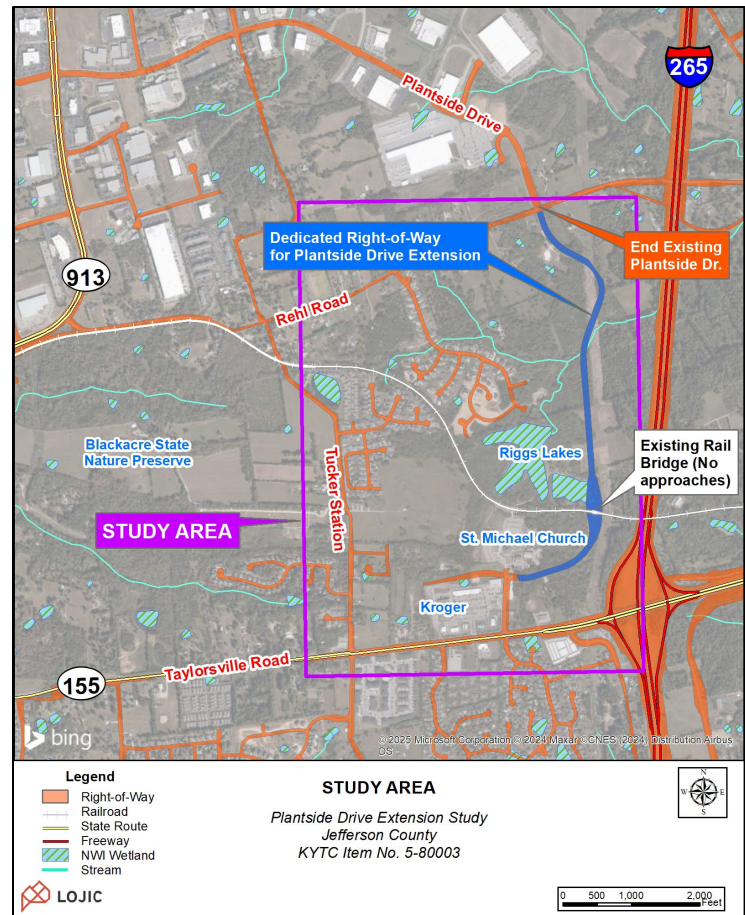 265
Plantside Drive
Dedicated Right-of-Way
for Plantside Drive Extension
End Existing
Plantside Dr.
913
Rehl Road
Blackacre State
Nature Preserve
Riggs Lakes
Existing Rail
Bridge (No
approaches)
Tucker Station
STUDY AREA
St. Michael Church
Kroger
Taylorsville Road
155
bing
© 2025 Microsoft Corporation © 2024 Maxar ©CNES (2024) Distribution Airbus
DS
Legend
Right-of-Way
Railroad
State Route
Freeway
NWI Wetland
Stream
LOJIC
STUDY AREA
Plantside Drive Extension Study
Jefferson County
KYTC Item No. 5-80003
N
W E
S
0 500 1,000 2,000
Feet